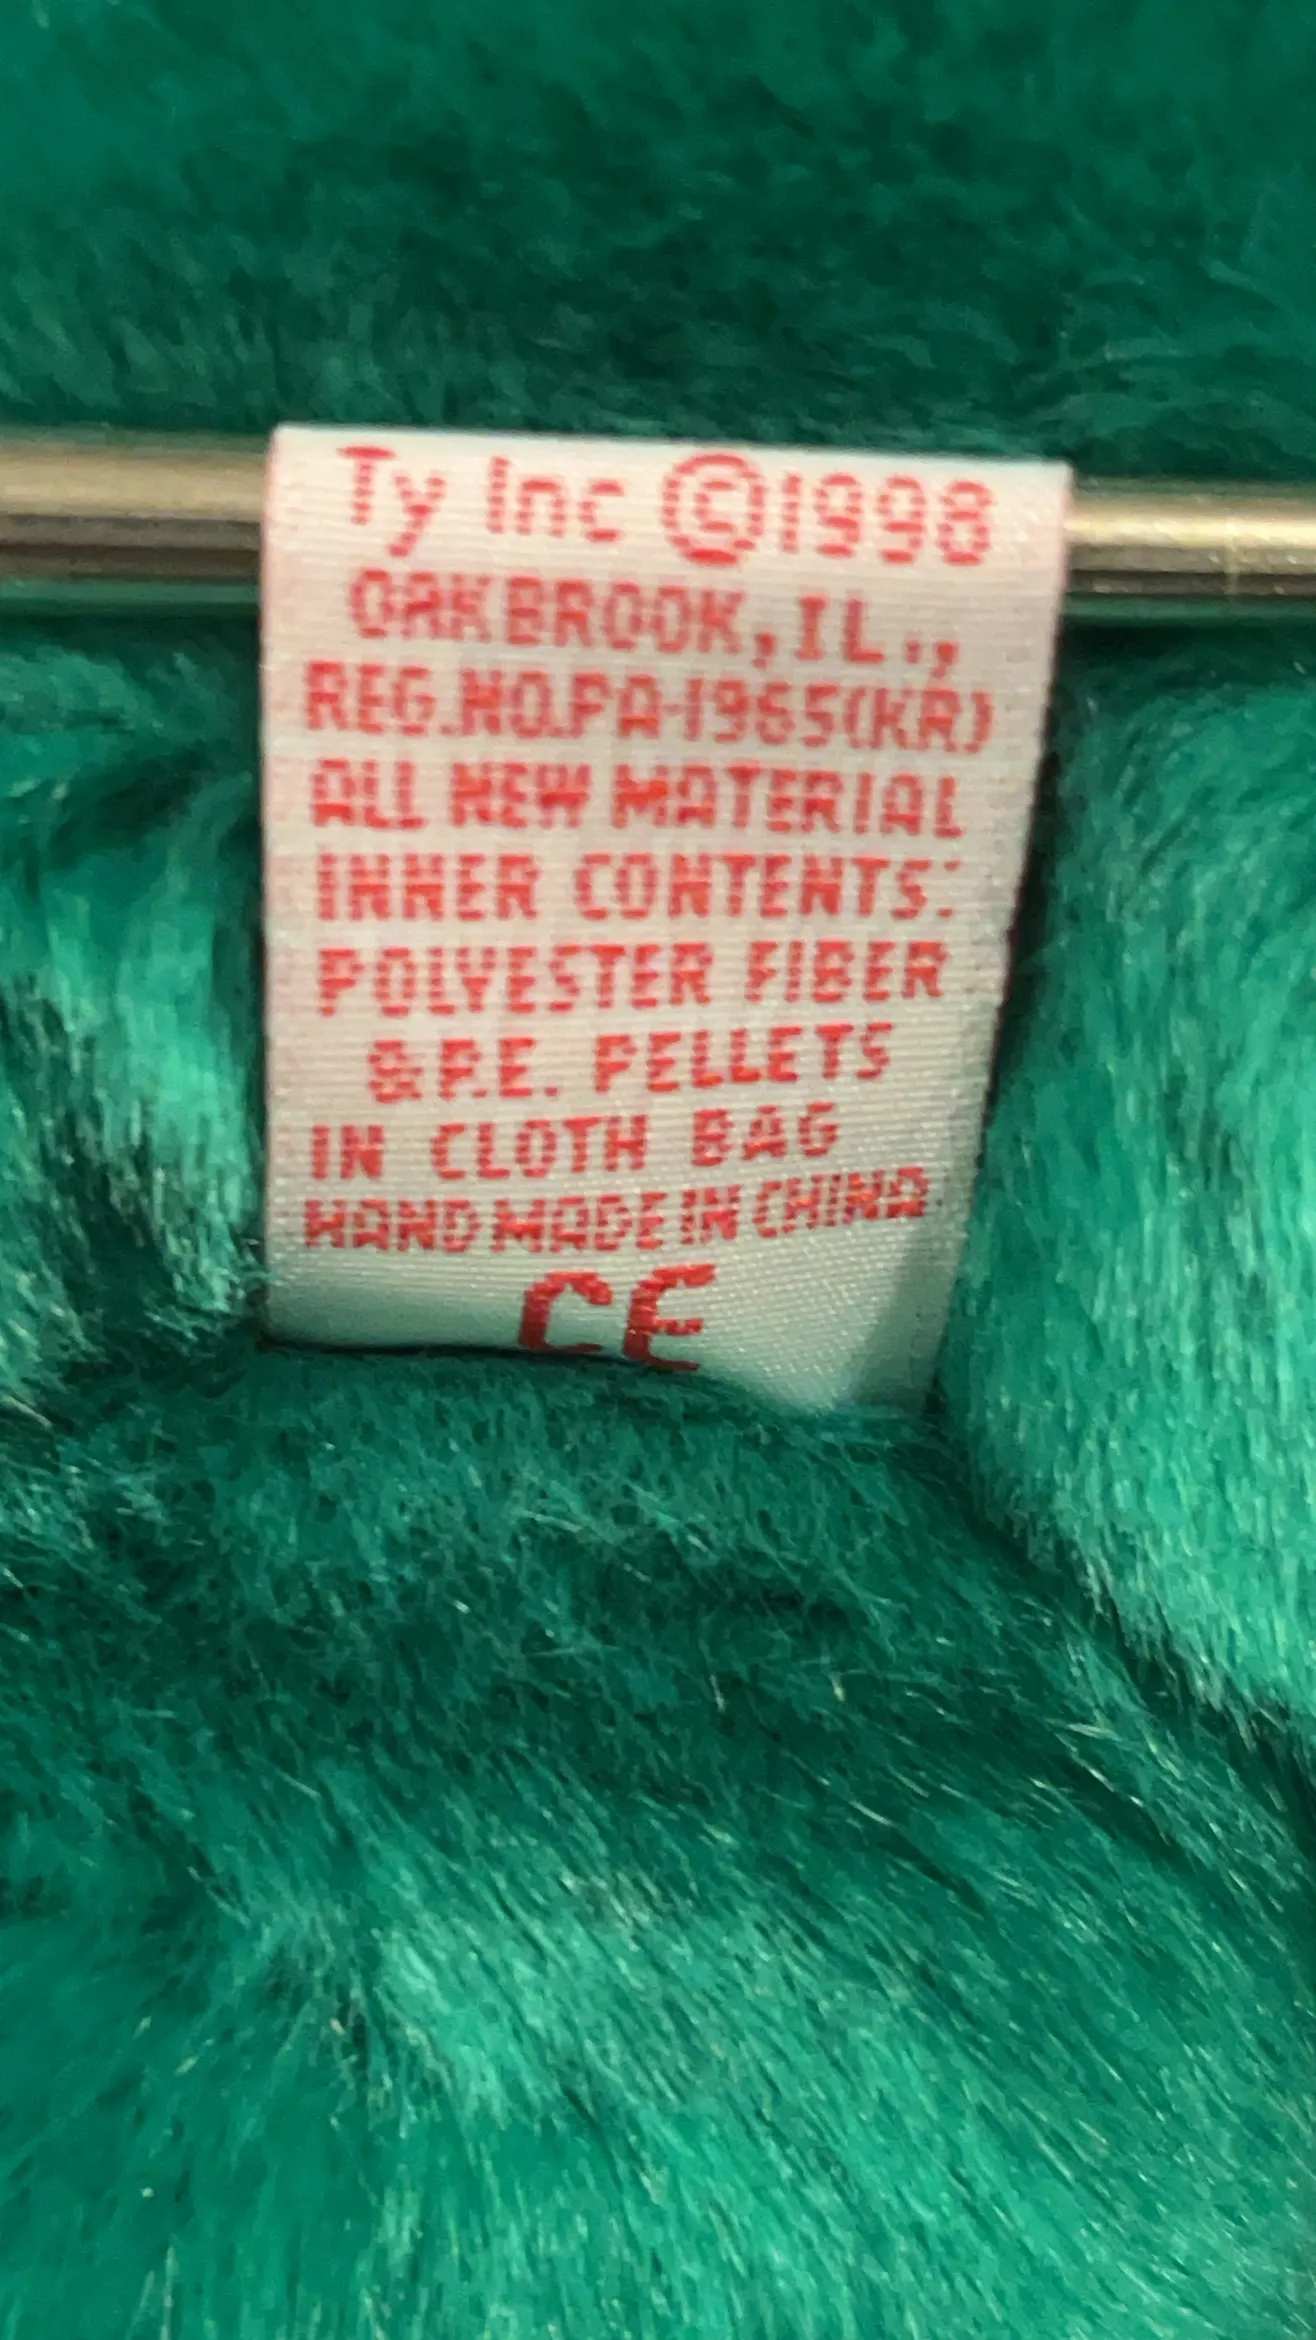 Ty Inc ©1998
OAKBROOK, IL.,
REG.NO.PA-1965(KR)
ALL NEW MATERIAL
INNER CONTENTS:
POLYESTER FIBER
& P.E. PELLETS
IN CLOTH BAG
HAND MADE IN CHINA
CE